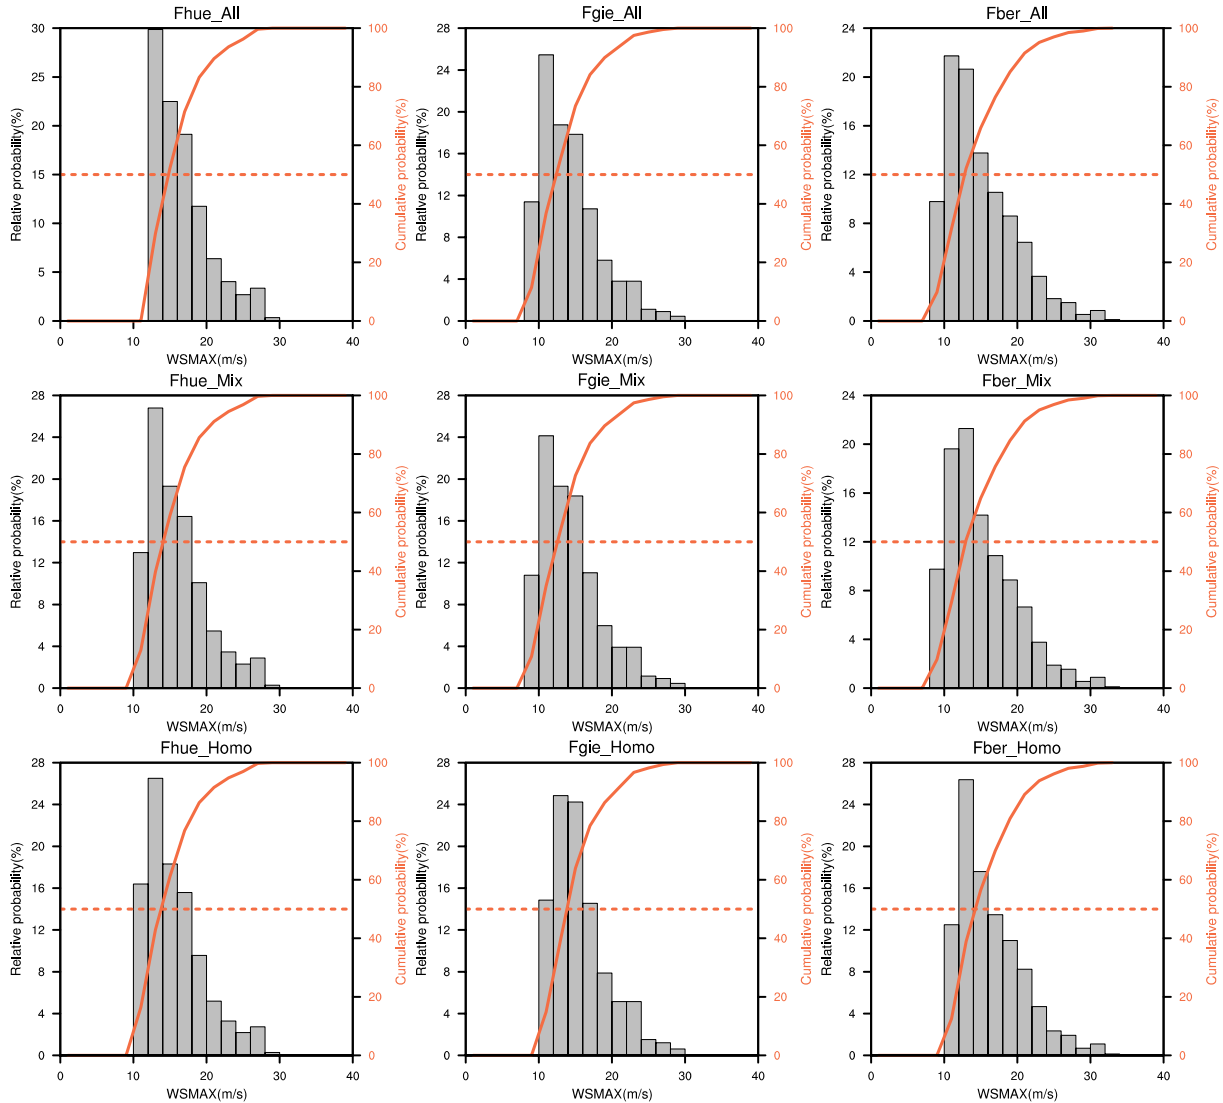 Fhue_All
30
25
20
15
10
5
0
Relative probability(%)
100
80
60
40
20
0
Cumulative probability(%)
0 10 20 30 40
WSMAX(m/s)
Fgie_All
28
24
20
16
12
8
4
0
Relative probability(%)
100
80
60
40
20
0
Cumulative probability(%)
0 10 20 30 40
WSMAX(m/s)
Fber_All
24
20
16
12
8
4
0
Relative probability(%)
100
80
60
40
20
0
Cumulative probability(%)
0 10 20 30 40
WSMAX(m/s)
Fhue_Mix
28
24
20
16
12
8
4
0
Relative probability(%)
100
80
60
40
20
0
Cumulative probability(%)
0 10 20 30 40
WSMAX(m/s)
Fgie_Mix
28
24
20
16
12
8
4
0
Relative probability(%)
100
80
60
40
20
0
Cumulative probability(%)
0 10 20 30 40
WSMAX(m/s)
Fber_Mix
24
20
16
12
8
4
0
Relative probability(%)
100
80
60
40
20
0
Cumulative probability(%)
0 10 20 30 40
WSMAX(m/s)
Fhue_Homo
28
24
20
16
12
8
4
0
Relative probability(%)
100
80
60
40
20
0
Cumulative probability(%)
0 10 20 30 40
WSMAX(m/s)
Fgie_Homo
28
24
20
16
12
8
4
0
Relative probability(%)
100
80
60
40
20
0
Cumulative probability(%)
0 10 20 30 40
WSMAX(m/s)
Fber_Homo
28
24
20
16
12
8
4
0
Relative probability(%)
100
80
60
40
20
0
Cumulative probability(%)
0 10 20 30 40
WSMAX(m/s)